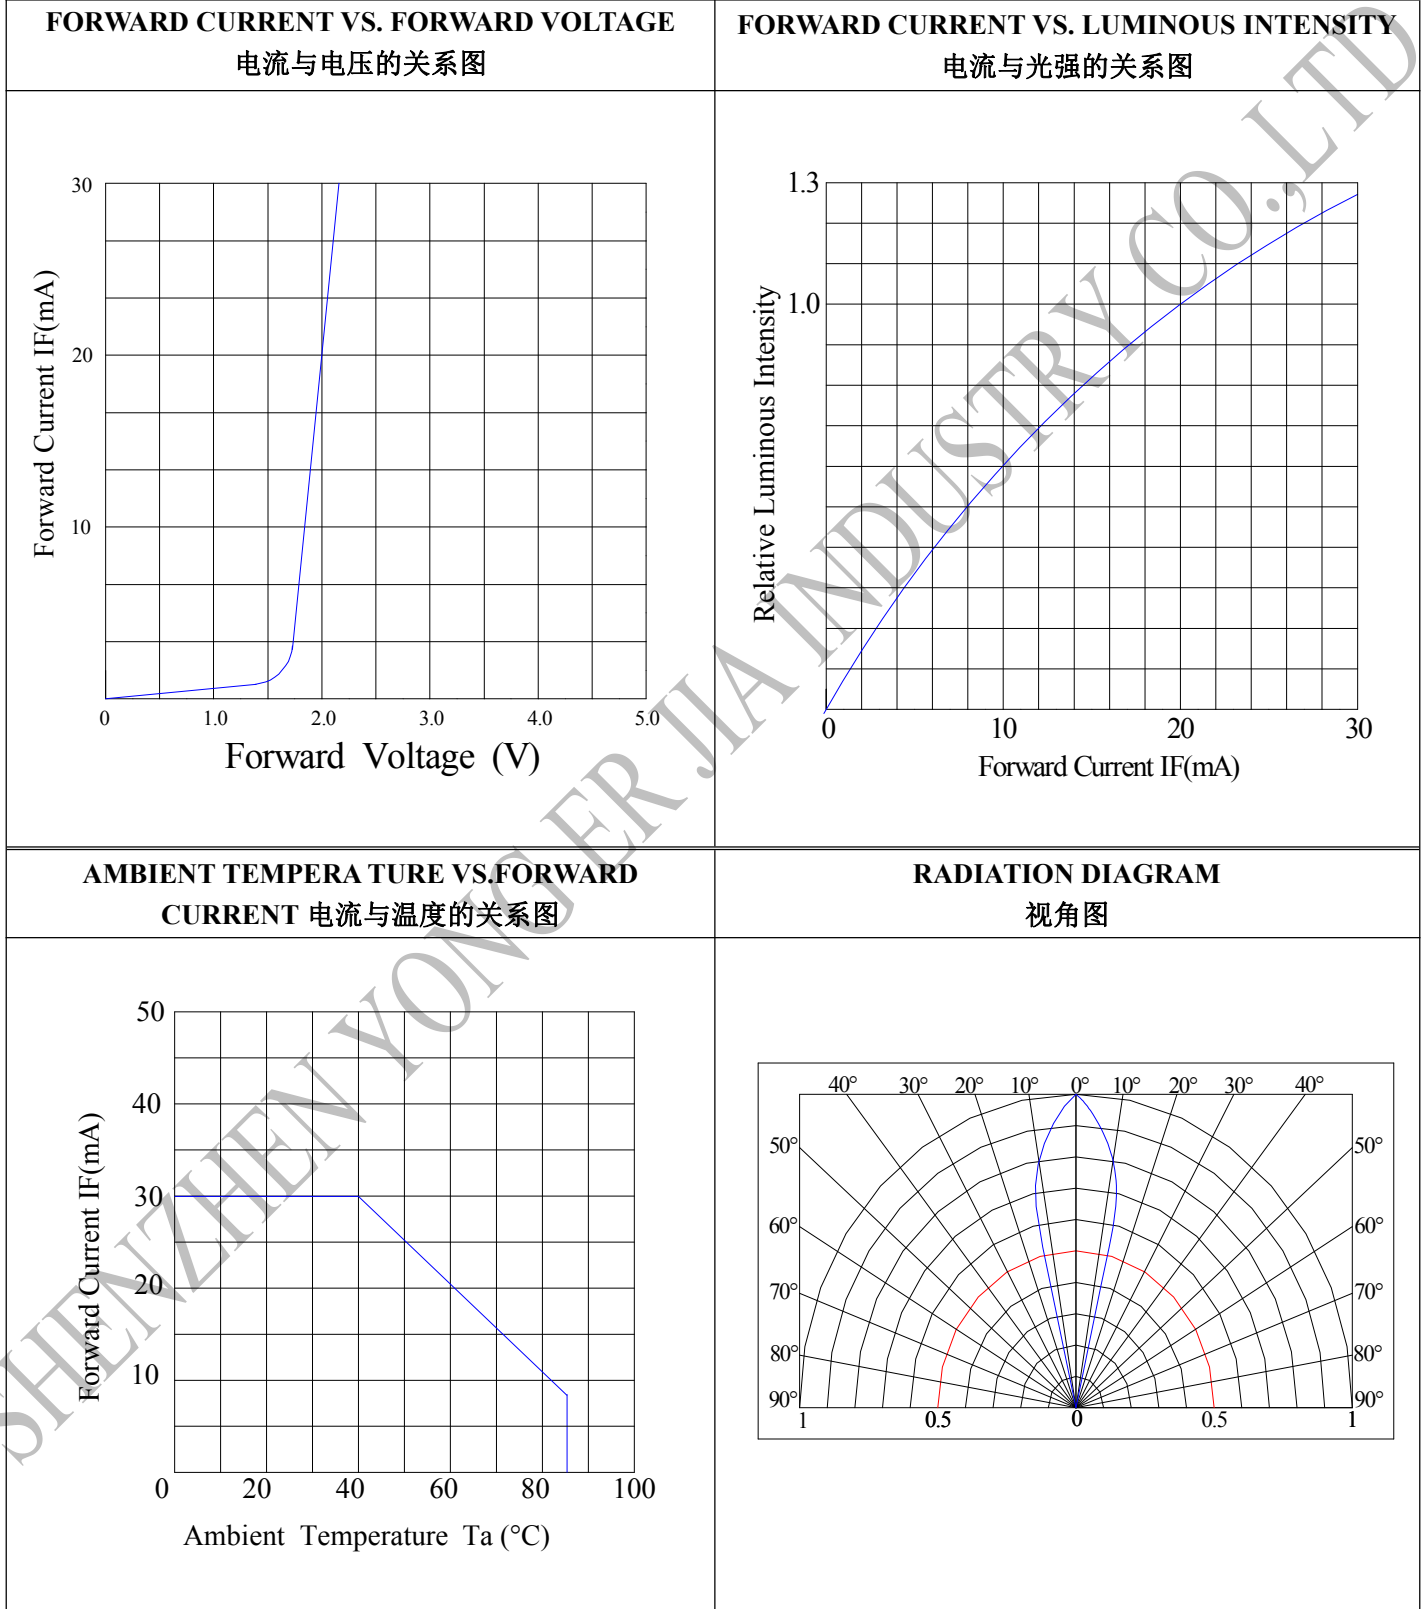 FORWARD CURRENT VS. FORWARD VOLTAGE
电流与电压的关系图
FORWARD CURRENT VS. LUMINOUS INTENSITY
电流与光强的关系图
30
20
10
Forward Current IF(mA)
0 1.0 2.0 3.0 4.0 5.0
Forward Voltage (V)
1.3
1.0
Relative Luminous Intensity
0 10 20 30
Forward Current IF(mA)
AMBIENT TEMPERA TURE VS.FORWARD
CURRENT 电流与温度的关系图
RADIATION DIAGRAM
视角图
50
40
30
20
10
Forward Current IF(mA)
0 20 40 60 80 100
Ambient Temperature Ta (°C)
40° 30° 20° 10° 0° 10° 20° 30° 40°
50° 50°
60° 60°
70° 70°
80° 80°
90° 90°
1 0.5 0 0.5 1
SHENZHEN YONG ER JIA INDUSTRY CO.,LTD